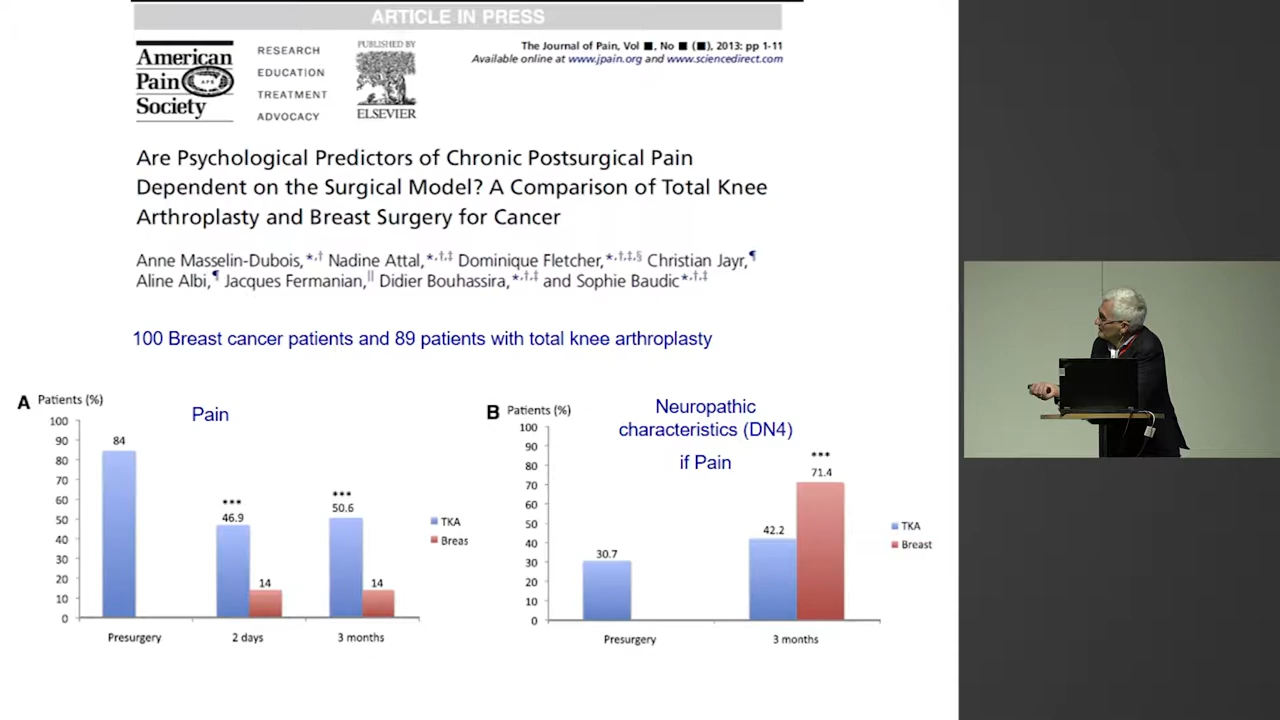 ARTICLE IN PRESS
American
Pain
Society
RESEARCH
EDUCATION
TREATMENT
ADVOCACY
PUBLISHED BY
ELSEVIER
The Journal of Pain, Vol ■, No ■ (■), 2013: pp 1-11
Available online at www.jpain.org and www.sciencedirect.com
Are Psychological Predictors of Chronic Postsurgical Pain
Dependent on the Surgical Model? A Comparison of Total Knee
Arthroplasty and Breast Surgery for Cancer
Anne Masselin-Dubois,*,† Nadine Attal,*,†,‡ Dominique Fletcher,*,†,‡,§ Christian Jayr,¶
Aline Albi,¶ Jacques Fermanian,‖ Didier Bouhassira,*,†,‡ and Sophie Baudic*,†,‡
100 Breast cancer patients and 89 patients with total knee arthroplasty
A Patients (%)
Pain
100
90
80
70
60
50
40
30
20
10
0
84
***
46.9
14
***
50.6
14
Presurgery
2 days
3 months
TKA
Breas
B Patients (%)
Neuropathic
characteristics (DN4)
if Pain
100
90
80
70
60
50
40
30
20
10
0
30.7
42.2
***
71.4
Presurgery
3 months
TKA
Breast